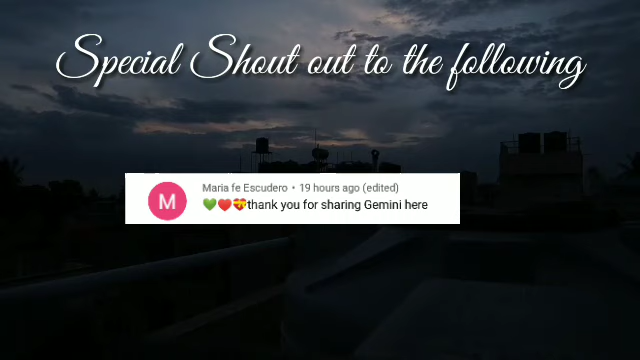 Special Shout out to the following
M
Maria fe Escudero • 19 hours ago (edited)
💚❤️💝thank you for sharing Gemini here